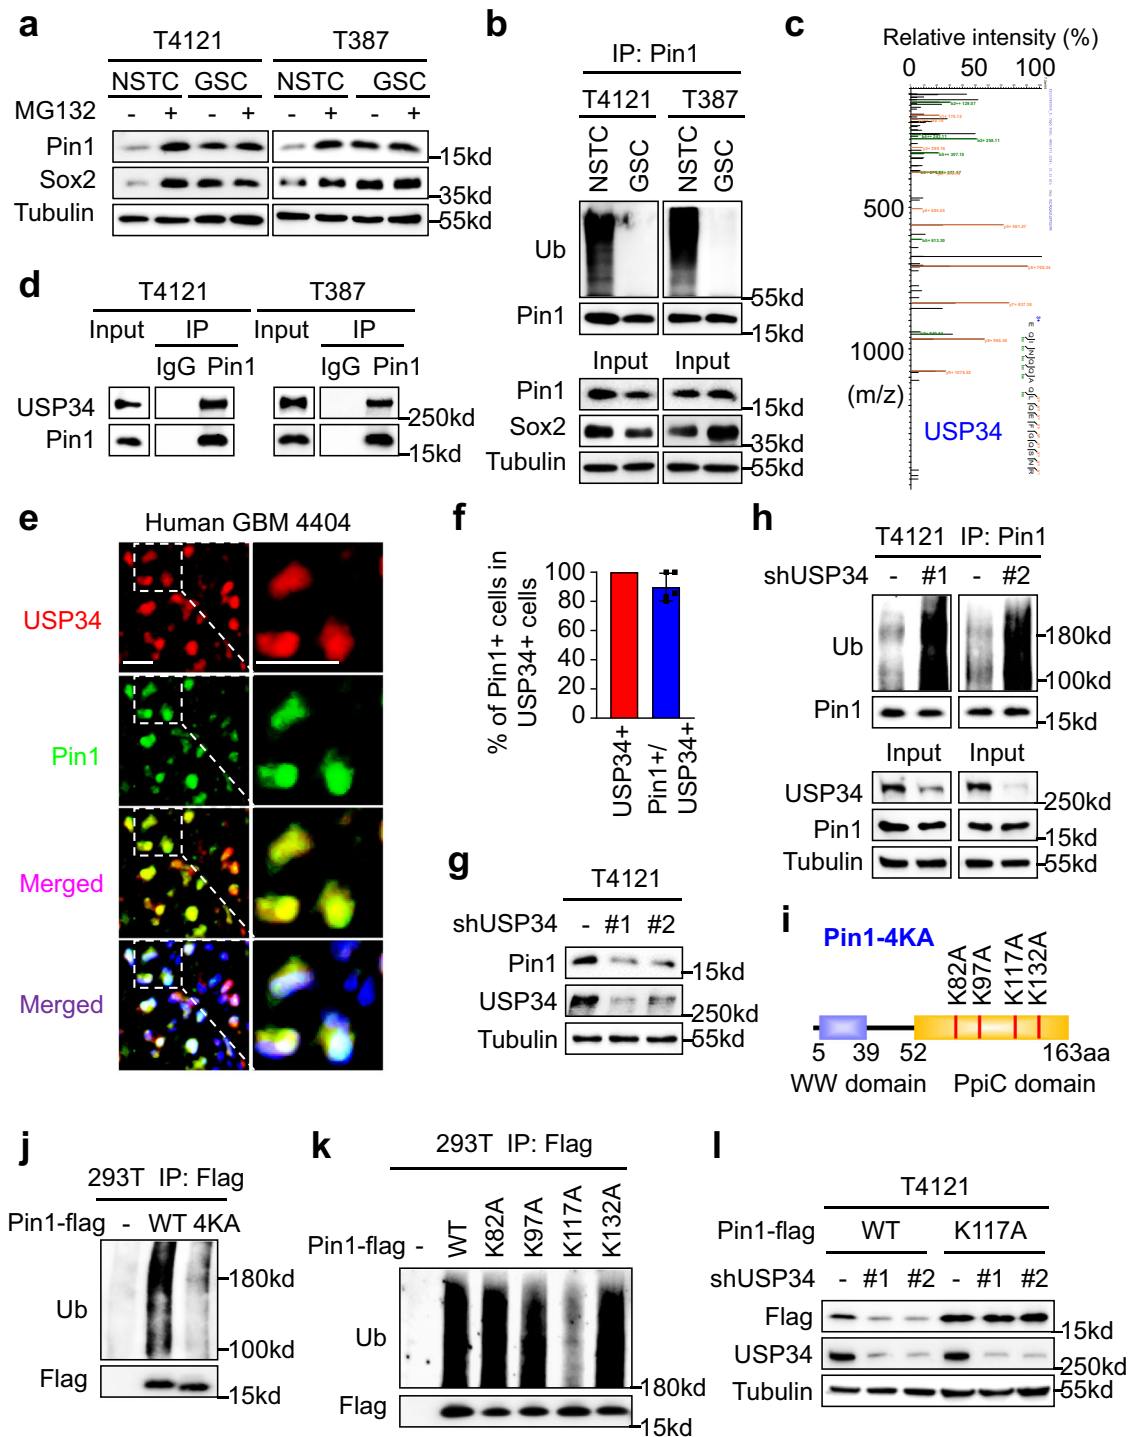 a
T4121
T387
NSTC GSC NSTC GSC
MG132 - + - + - + - +
Pin1
15kd
Sox2
35kd
Tubulin
55kd
b
IP: Pin1
T4121 T387
NSTC GSC NSTC GSC
Ub
55kd
Pin1
15kd
Input Input
Pin1
15kd
Sox2
35kd
Tubulin
55kd
c
Relative intensity (%)
0 50 100
500
1000
(m/z)
USP34
d
T4121 T387
Input IP Input IP
IgG Pin1 IgG Pin1
USP34
250kd
Pin1
15kd
e
Human GBM 4404
USP34
Pin1
Merged
Merged
f
% of Pin1+ cells in
USP34+ cells
100
80
60
40
20
0
USP34+
Pin1+/
USP34+
g
T4121
shUSP34 - #1 #2
Pin1
15kd
USP34
250kd
Tubulin
55kd
h
T4121 IP: Pin1
shUSP34 - #1 - #2
Ub
180kd
100kd
Pin1
15kd
Input Input
USP34
250kd
Pin1
15kd
Tubulin
55kd
i
Pin1-4KA
K82A
K97A
K117A
K132A
5 39 52 163aa
WW domain PpiC domain
j
293T IP: Flag
Pin1-flag - WT 4KA
Ub
180kd
100kd
Flag
15kd
k
293T IP: Flag
Pin1-flag - WT K82A K97A K117A K132A
Ub
180kd
Flag
15kd
l
T4121
Pin1-flag WT K117A
shUSP34 - #1 #2 - #1 #2
Flag
15kd
USP34
250kd
Tubulin
55kd